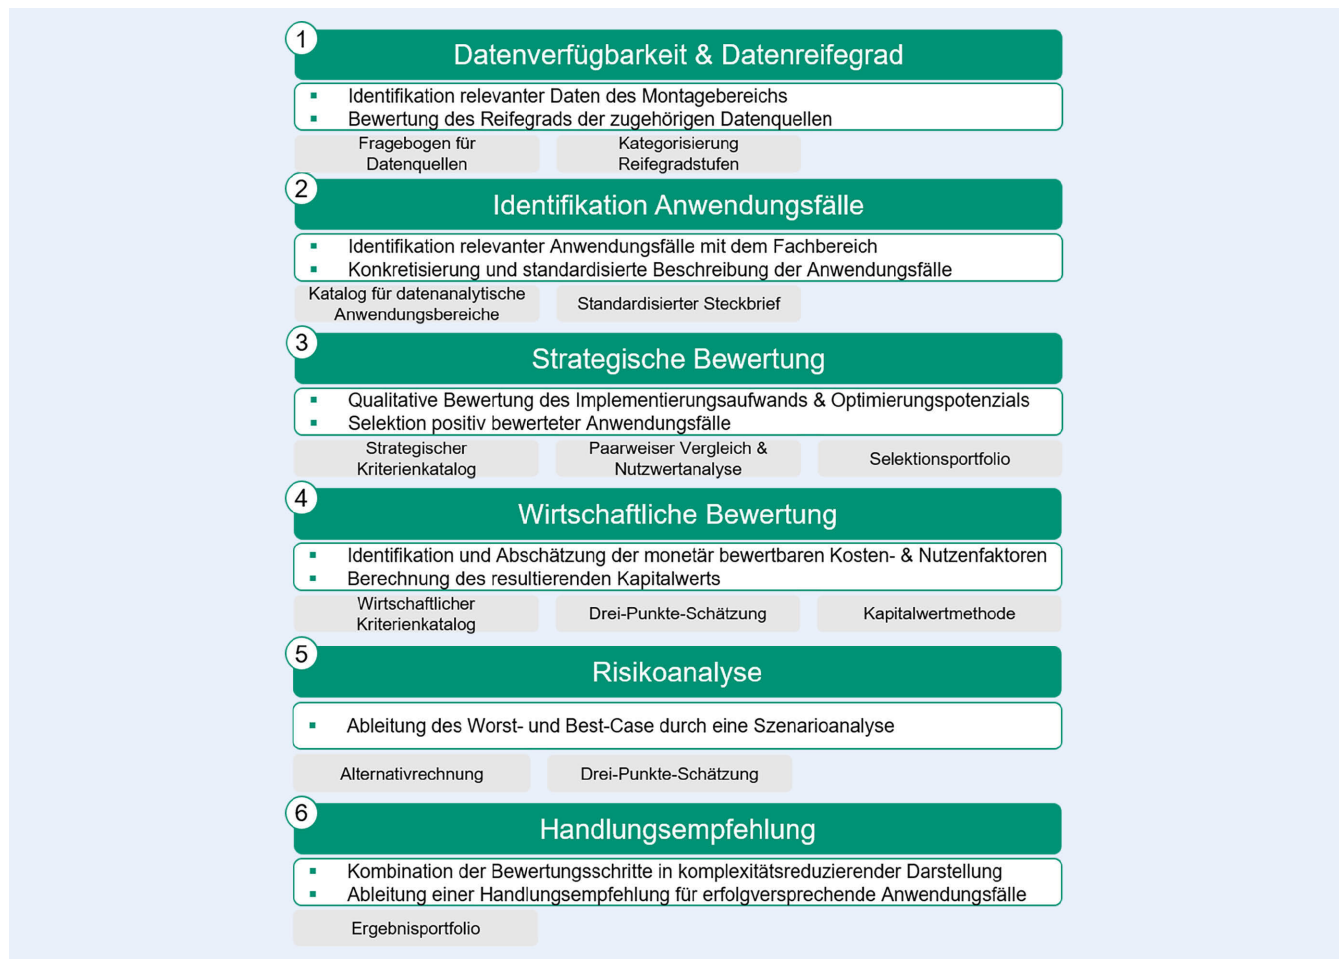 1
Datenverfügbarkeit & Datenreifegrad
▪ Identifikation relevanter Daten des Montagebereichs
▪ Bewertung des Reifegrads der zugehörigen Datenquellen
Fragebogen für
Datenquellen
Kategorisierung
Reifegradstufen
2
Identifikation Anwendungsfälle
▪ Identifikation relevanter Anwendungsfälle mit dem Fachbereich
▪ Konkretisierung und standardisierte Beschreibung der Anwendungsfälle
Katalog für datenanalytische
Anwendungsbereiche
Standardisierter Steckbrief
3
Strategische Bewertung
▪ Qualitative Bewertung des Implementierungsaufwands & Optimierungspotenzials
▪ Selektion positiv bewerteter Anwendungsfälle
Strategischer
Kriterienkatalog
Paarweiser Vergleich &
Nutzwertanalyse
Selektionsportfolio
4
Wirtschaftliche Bewertung
▪ Identifikation und Abschätzung der monetär bewertbaren Kosten- & Nutzenfaktoren
▪ Berechnung des resultierenden Kapitalwerts
Wirtschaftlicher
Kriterienkatalog
Drei-Punkte-Schätzung
Kapitalwertmethode
5
Risikoanalyse
▪ Ableitung des Worst- und Best-Case durch eine Szenarioanalyse
Alternativrechnung
Drei-Punkte-Schätzung
6
Handlungsempfehlung
▪ Kombination der Bewertungsschritte in komplexitätsreduzierender Darstellung
▪ Ableitung einer Handlungsempfehlung für erfolgversprechende Anwendungsfälle
Ergebnisportfolio